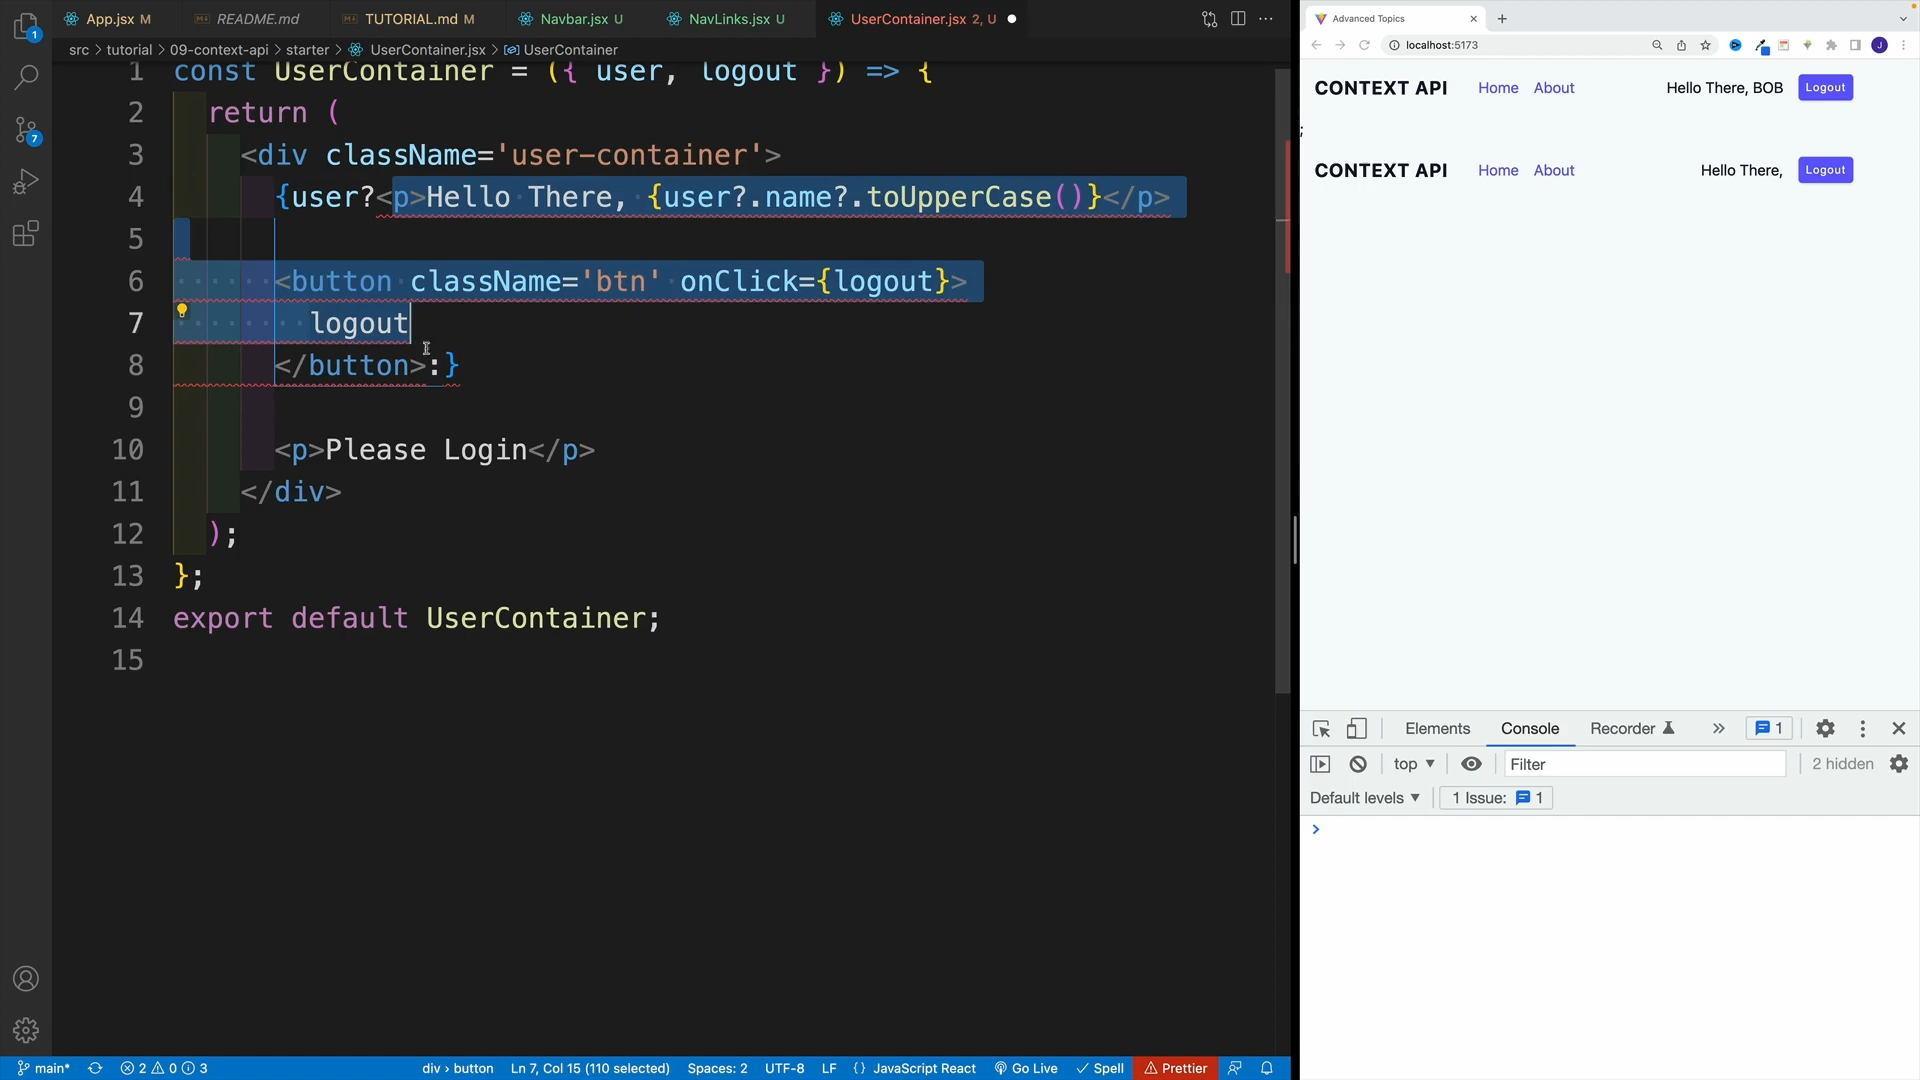 App.jsx M
README.md
TUTORIAL.md M
Navbar.jsx U
NavLinks.jsx U
UserContainer.jsx 2, U
src > tutorial > 09-context-api > starter > UserContainer.jsx > UserContainer
1 const UserContainer = ({ user, logout }) => {
2 return (
3 <div className='user-container'>
4 {user?<p>Hello There, {user?.name?.toUpperCase()}</p>
5
6 <button className='btn' onClick={logout}>
7 logout
8 </button>:}
9
10 <p>Please Login</p>
11 </div>
12 );
13 };
14 export default UserContainer;
15
1
7
main* 2 0 3
div > button
Ln 7, Col 15 (110 selected)
Spaces: 2
UTF-8
LF
{} JavaScript React
Go Live
Spell
Prettier
Advanced Topics
localhost:5173
J
CONTEXT API Home About Hello There, BOB Logout
;
CONTEXT API Home About Hello There, Logout
Elements Console Recorder 1
top Filter 2 hidden
Default levels 1 Issue: 1